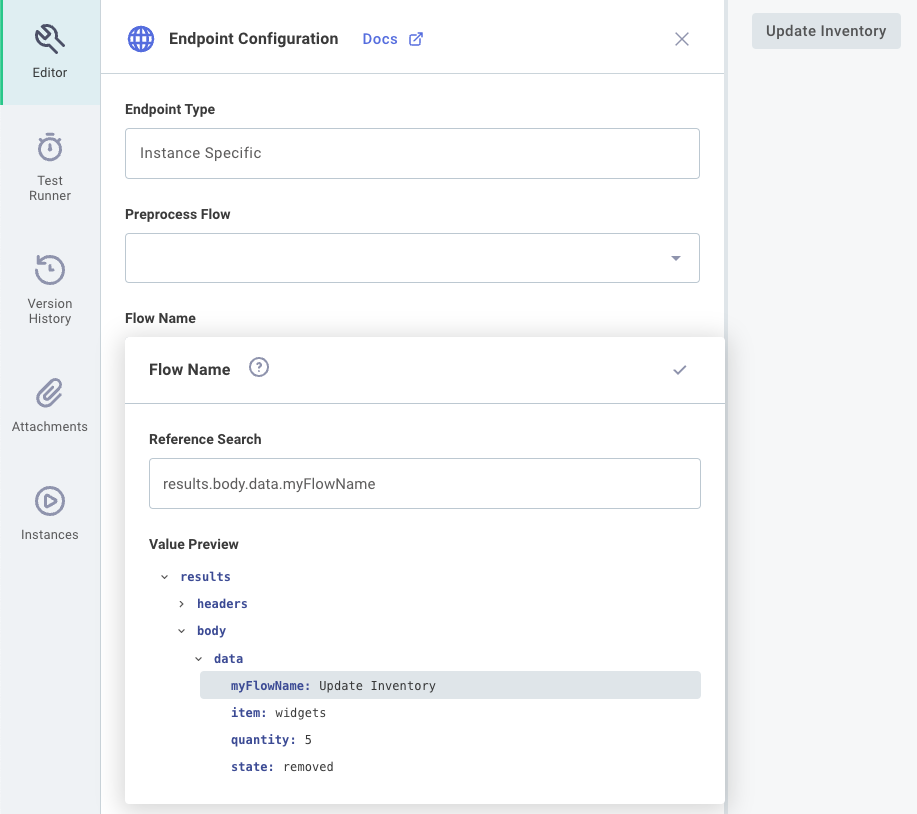 Editor
Test
Runner
Version
History
Attachments
Instances
Endpoint Configuration Docs
Endpoint Type
Instance Specific
Preprocess Flow
Flow Name
Flow Name ?
Reference Search
results.body.data.myFlowName
Value Preview
results
headers
body
data
myFlowName: Update Inventory
item: widgets
quantity: 5
state: removed
Update Inventory